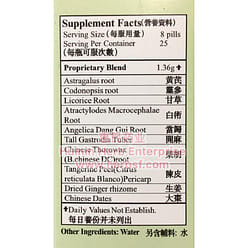 Supplement Facts(營養資料)
Serving Size (每服用量) 8 pills
Serving Per Container 25
(每瓶可服次數)
Proprietary Blend 1.36g♦
Astragalus root 黃芪
Codonopsis root 黨參
Licorice Root 甘草
Atractylodes Macrocephalae Root 白朮
Angelica Dang Gui Root 當歸
Tall Gastrodia Tuber
Chinese Thorowax (B.chinese DC)root 柴胡
Tangerine Peel(Citrus reticulata Blanco)Pericarp 陳皮
Dried Ginger rhizome 生姜
Chinese Dates 大棗
♦Daily Values Not Establish.
每日營份并未列出
Other Ingredients: Water 另含輔料: 水